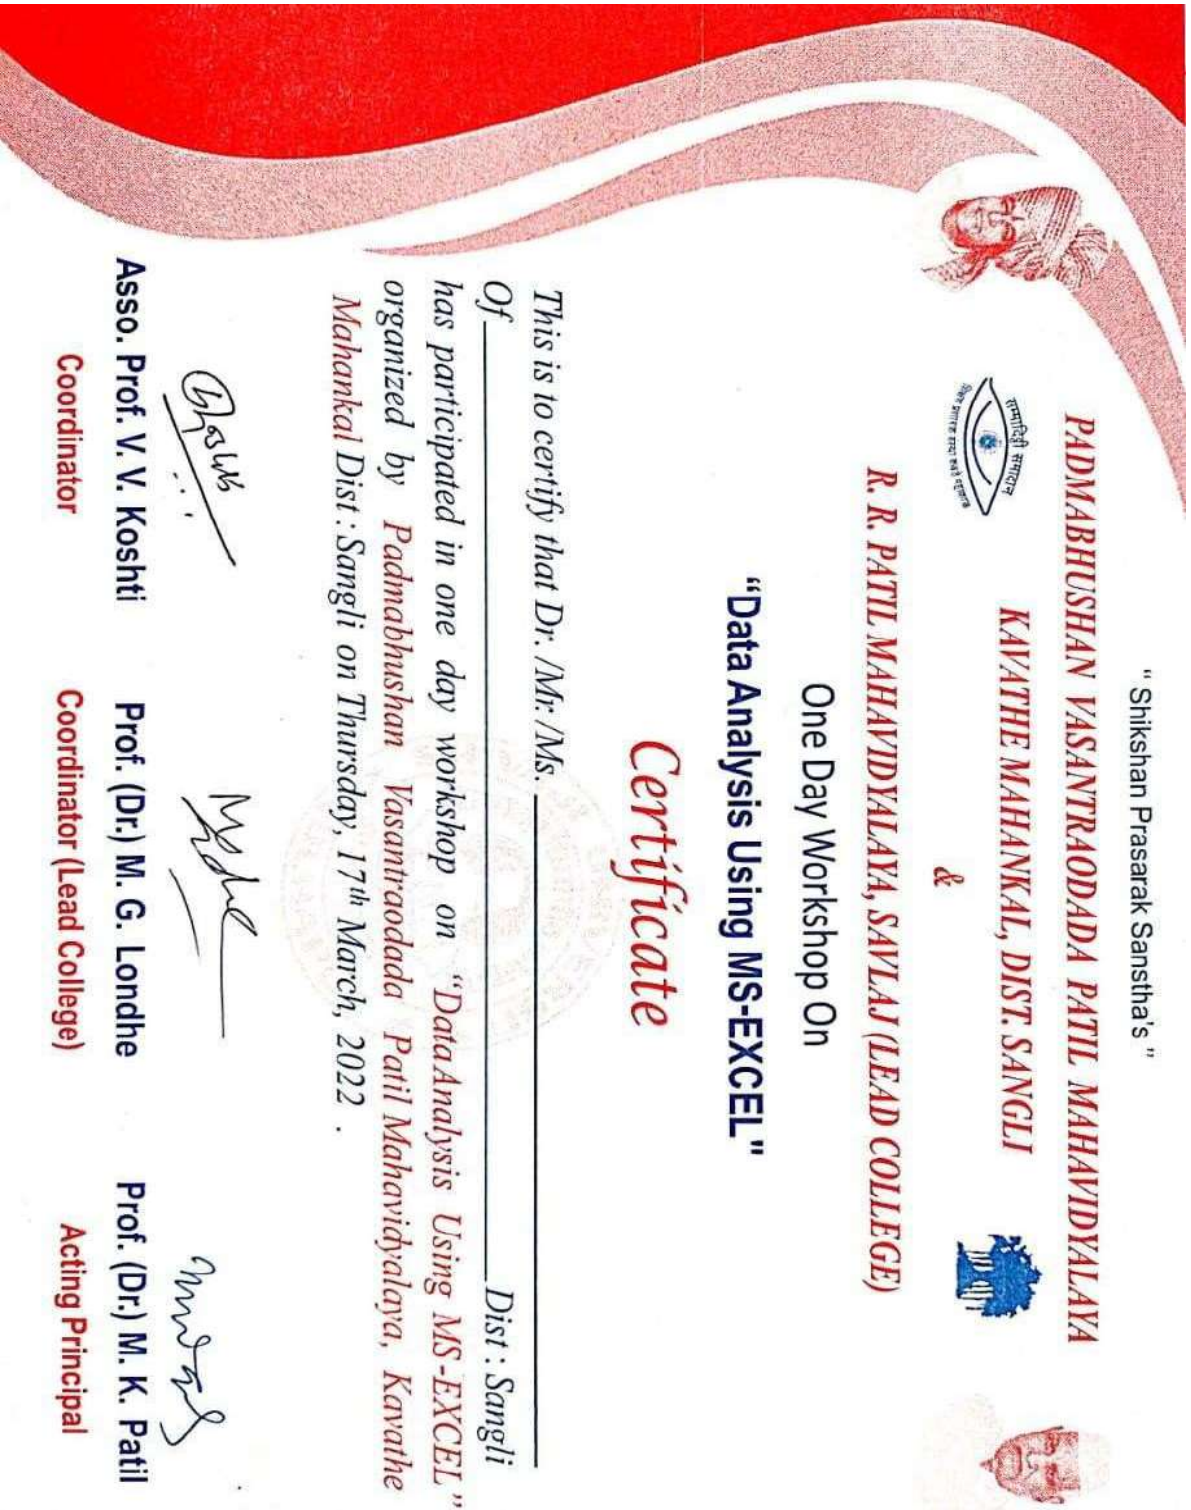 “ Shikshan Prasarak Sanstha's ”
PADMABHUSHAN VASANTRAODADA PATIL MAHAVIDYALAYA
KAVATHE MAHANKAL, DIST. SANGLI
&
R. R. PATIL MAHAVIDYALAYA, SAVLAJ (LEAD COLLEGE)
One Day Workshop On
“Data Analysis Using MS-EXCEL"
Certificate
This is to certify that Dr. /Mr. /Ms.
Of Dist : Sangli
has participated in one day workshop on “Data Analysis Using MS-EXCEL”
organized by Padmabhushan Vasantraodada Patil Mahavidyalaya, Kavathe
Mahankal Dist : Sangli on Thursday, 17th March, 2022 .
Asso. Prof. V. V. Koshti Prof. (Dr.) M. G. Londhe Prof. (Dr.) M. K. Patil
Coordinator Coordinator (Lead College) Acting Principal